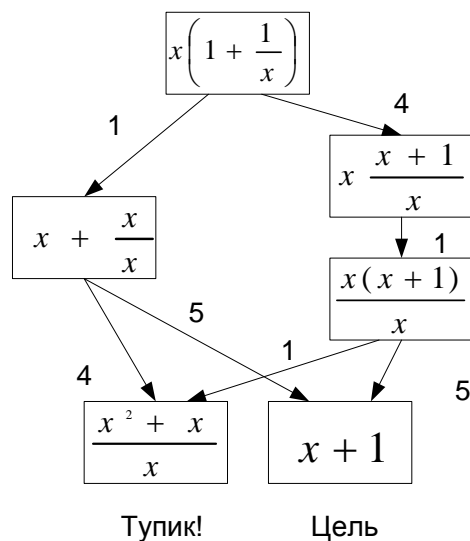 x(1 + 1/x)
1
4
x (x + 1)/x
x + x/x
1
x(x + 1)/x
5
1
4
5
(x² + x)/x
x + 1
Тупик!
Цель